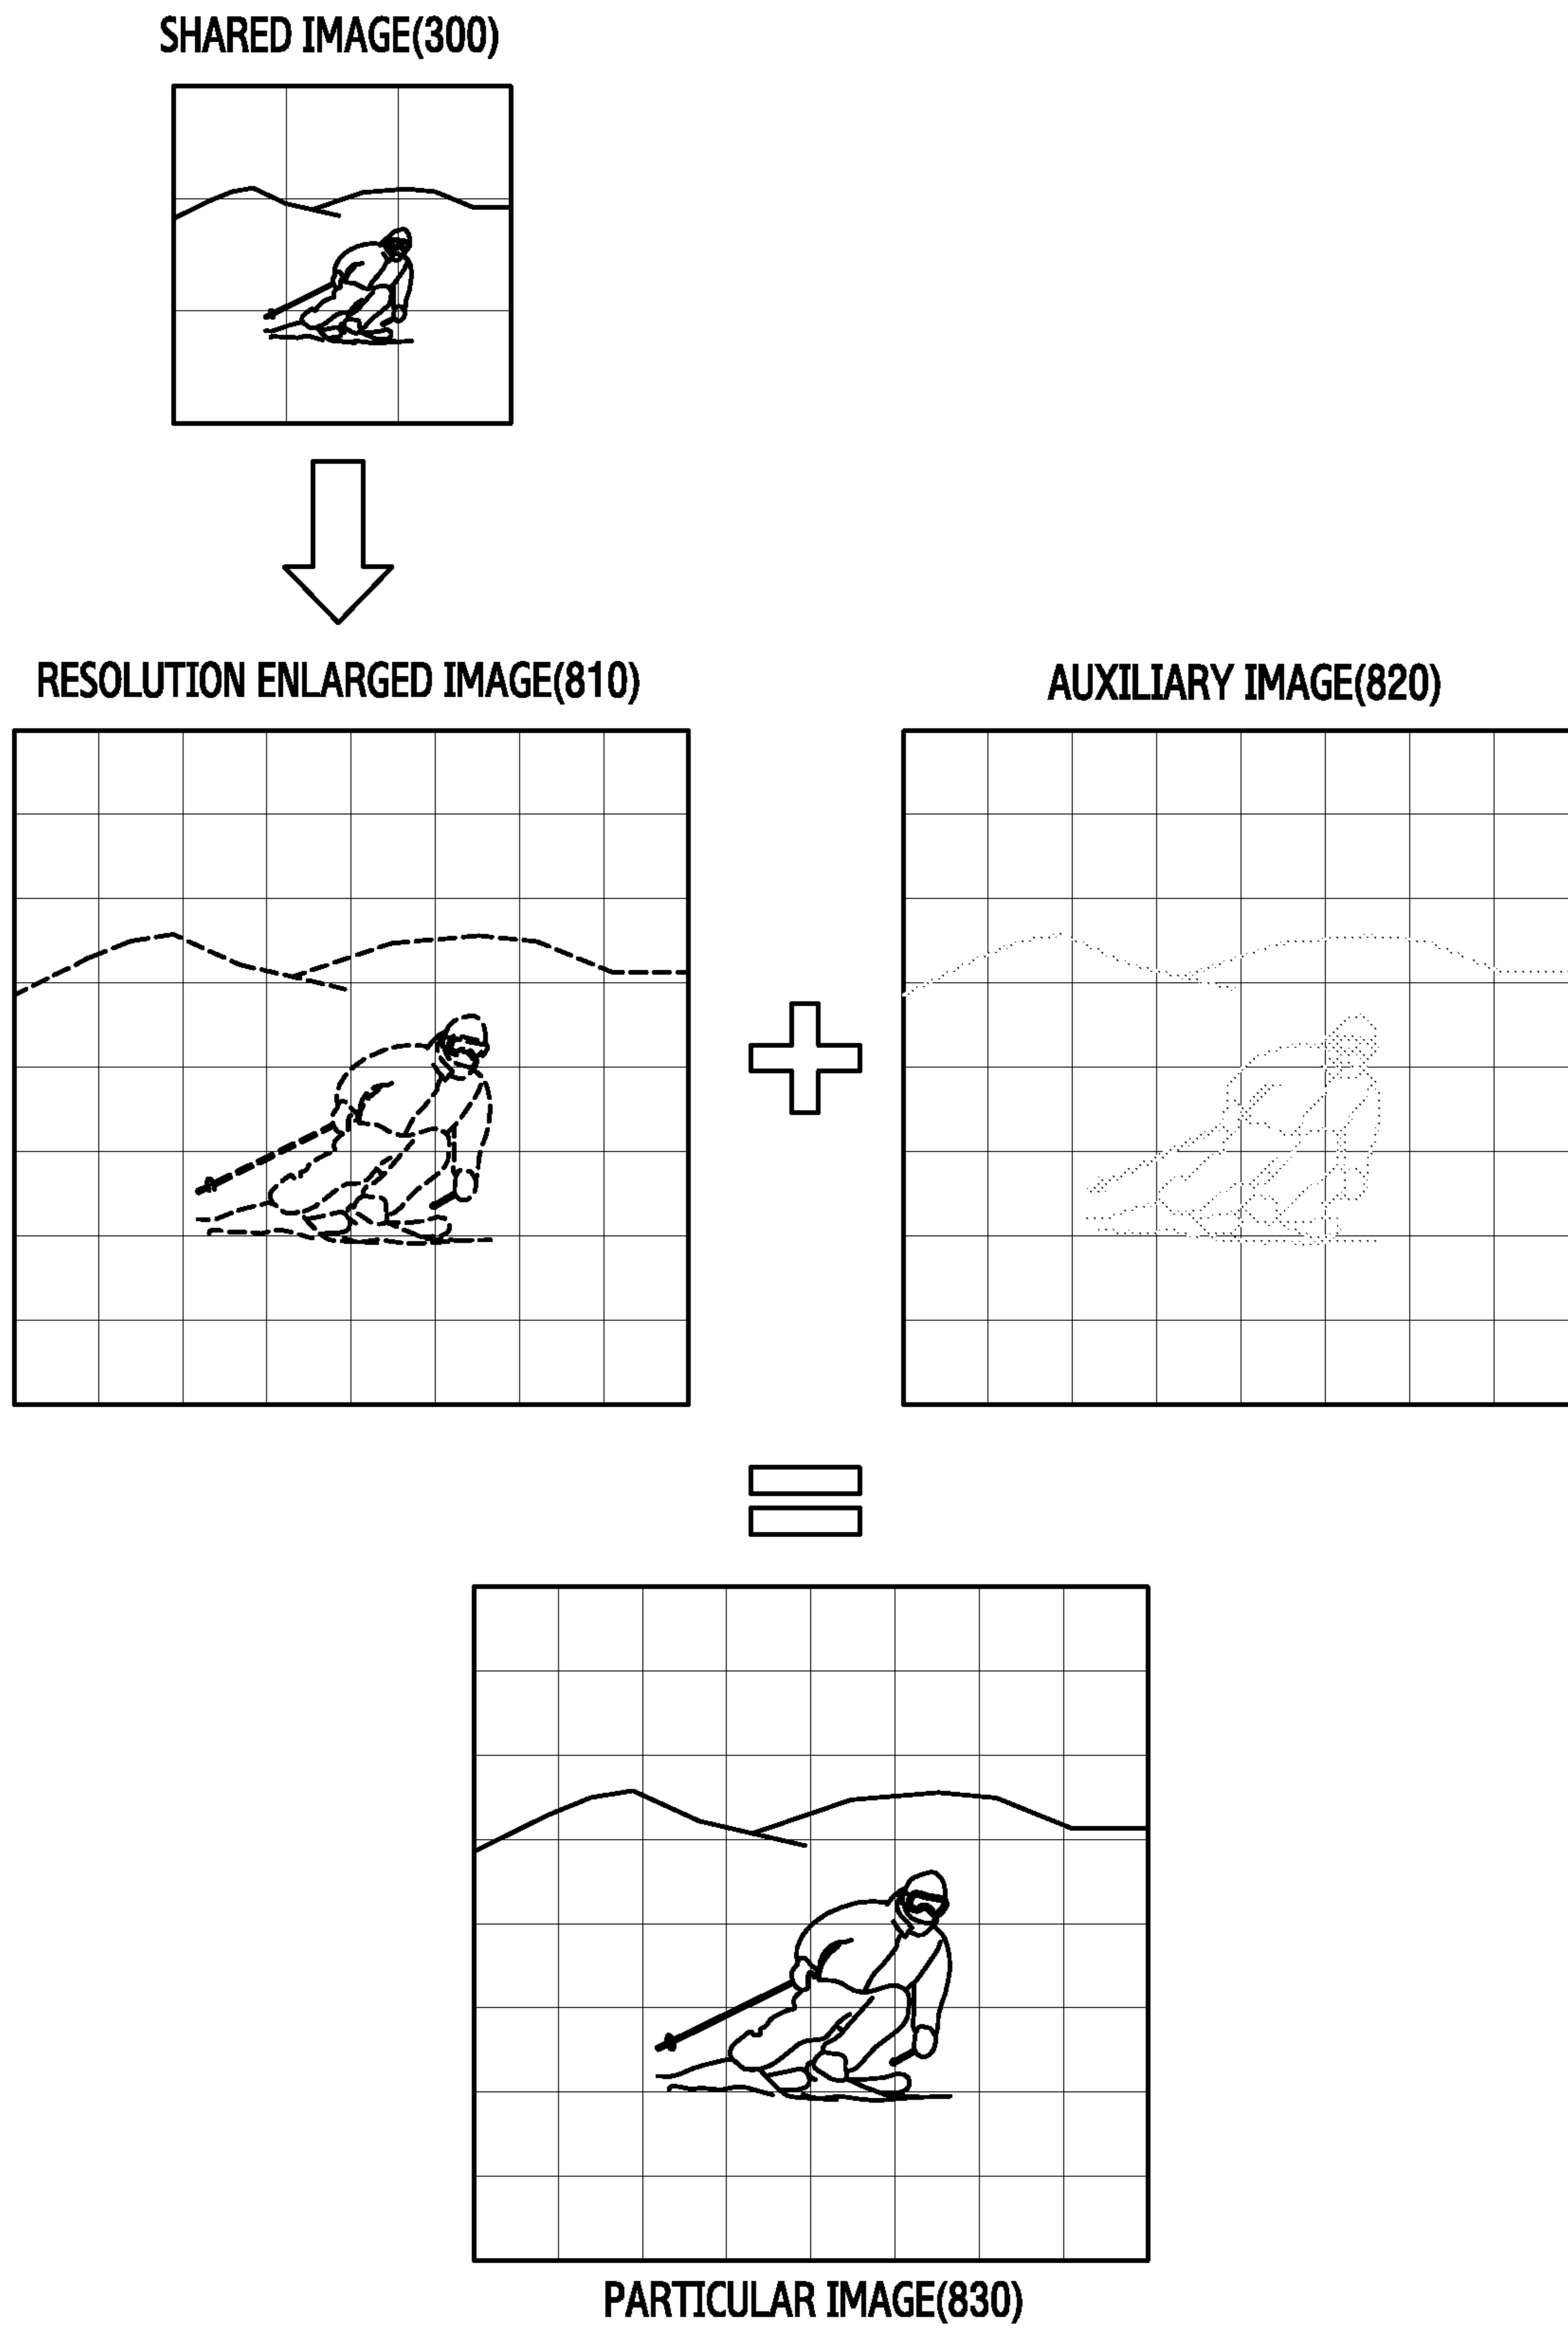 SHARED IMAGE(300)
RESOLUTION ENLARGED IMAGE(810)
AUXILIARY IMAGE(820)
PARTICULAR IMAGE(830)